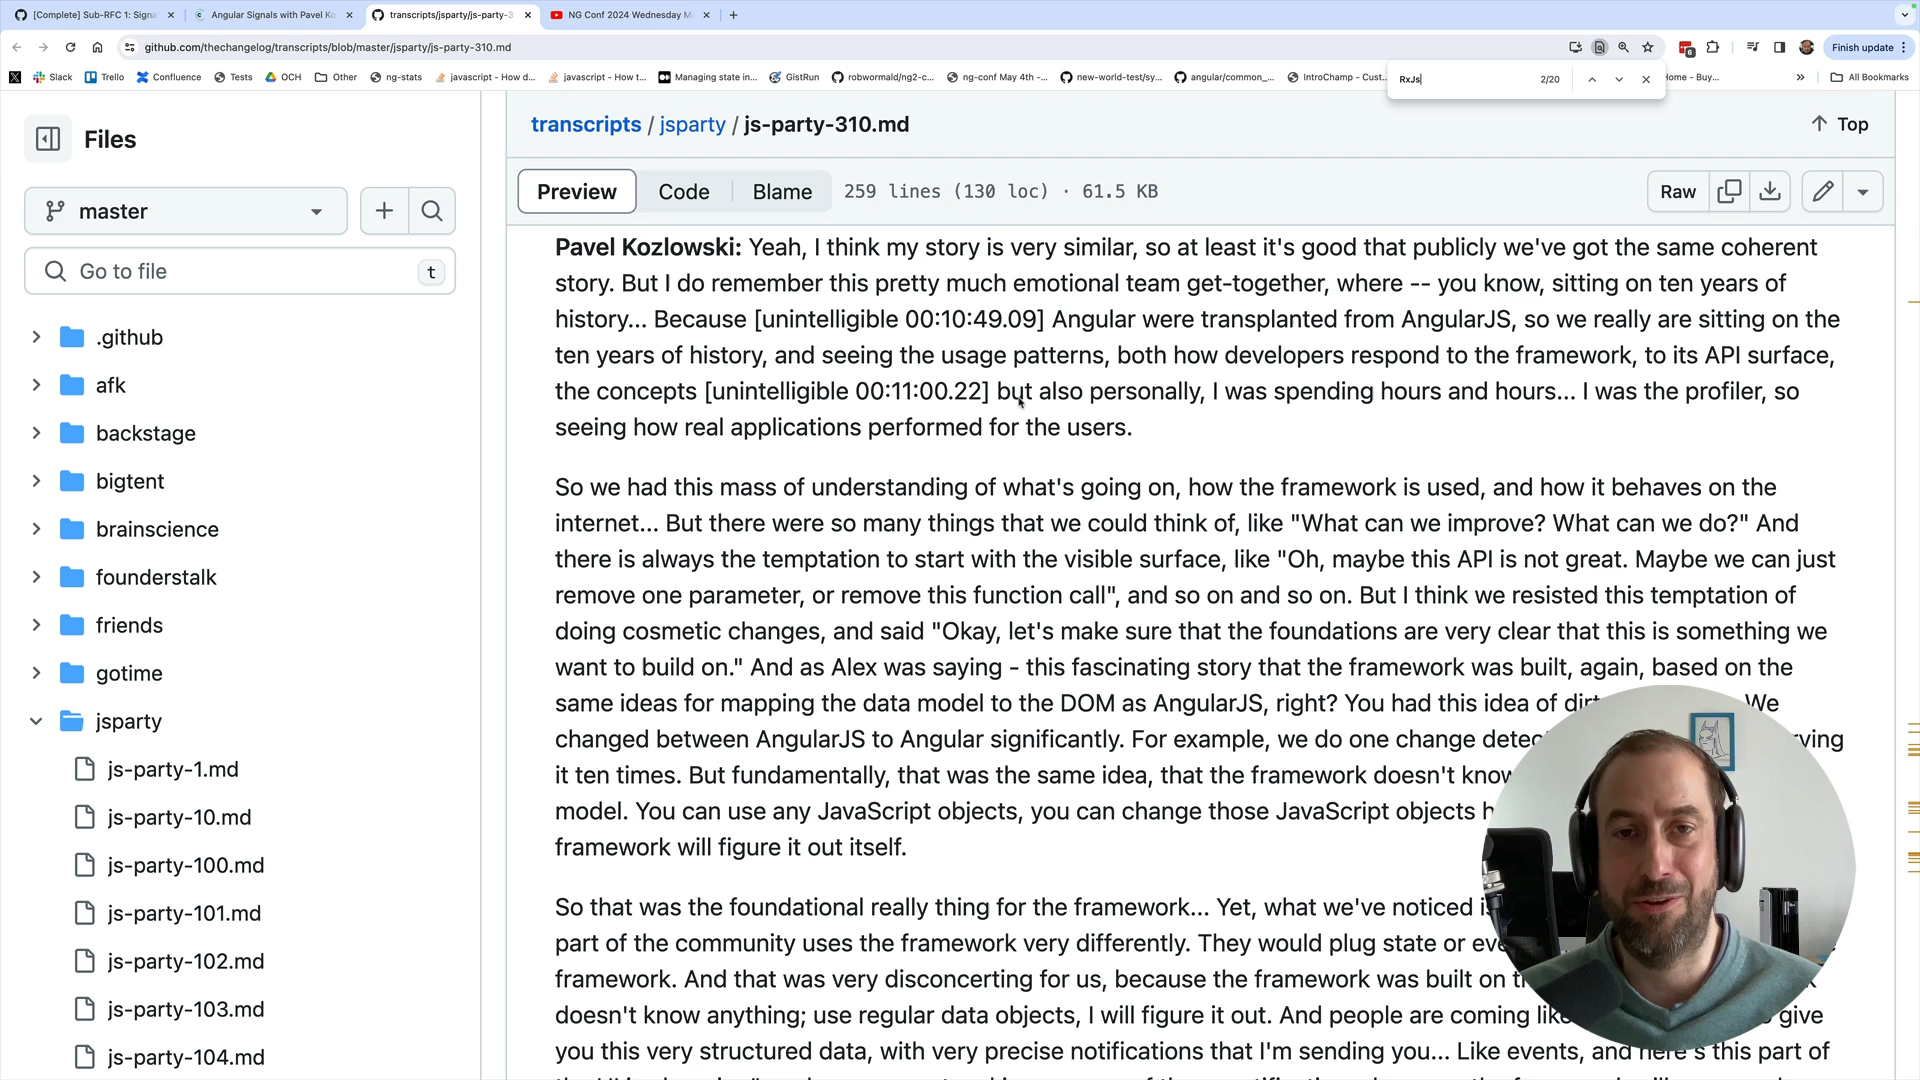 [Complete] Sub-RFC 1: Signa
Angular Signals with Pavel Ko
transcripts/jsparty/js-party-3
NG Conf 2024 Wednesday M
github.com/thechangelog/transcripts/blob/master/jsparty/js-party-310.md
Finish update
Slack
Trello
Confluence
Tests
OCH
Other
ng-stats
javascript - How d...
javascript - How t...
Managing state in...
GistRun
robwormald/ng2-c...
ng-conf May 4th -...
new-world-test/sy...
angular/common_...
IntroChamp - Cust...
Home - Buy...
All Bookmarks
RxJs
2/20
Files
master
Go to file
t
.github
afk
backstage
bigtent
brainscience
founderstalk
friends
gotime
jsparty
js-party-1.md
js-party-10.md
js-party-100.md
js-party-101.md
js-party-102.md
js-party-103.md
js-party-104.md
transcripts / jsparty / js-party-310.md
Top
Preview Code Blame 259 lines (130 loc) · 61.5 KB
Raw
Pavel Kozlowski: Yeah, I think my story is very similar, so at least it's good that publicly we've got the same coherent
story. But I do remember this pretty much emotional team get-together, where -- you know, sitting on ten years of
history... Because [unintelligible 00:10:49.09] Angular were transplanted from AngularJS, so we really are sitting on the
ten years of history, and seeing the usage patterns, both how developers respond to the framework, to its API surface,
the concepts [unintelligible 00:11:00.22] but also personally, I was spending hours and hours... I was the profiler, so
seeing how real applications performed for the users.
So we had this mass of understanding of what's going on, how the framework is used, and how it behaves on the
internet... But there were so many things that we could think of, like "What can we improve? What can we do?" And
there is always the temptation to start with the visible surface, like "Oh, maybe this API is not great. Maybe we can just
remove one parameter, or remove this function call", and so on and so on. But I think we resisted this temptation of
doing cosmetic changes, and said "Okay, let's make sure that the foundations are very clear that this is something we
want to build on." And as Alex was saying - this fascinating story that the framework was built, again, based on the
same ideas for mapping the data model to the DOM as AngularJS, right? You had this idea of dirt We
changed between AngularJS to Angular significantly. For example, we do one change detec rving
it ten times. But fundamentally, that was the same idea, that the framework doesn't know
model. You can use any JavaScript objects, you can change those JavaScript objects h
framework will figure it out itself.
So that was the foundational really thing for the framework... Yet, what we've noticed is
part of the community uses the framework very differently. They would plug state or eve
framework. And that was very disconcerting for us, because the framework was built on t
doesn't know anything; use regular data objects, I will figure it out. And people are coming like give
you this very structured data, with very precise notifications that I'm sending you... Like events, and here's this part of